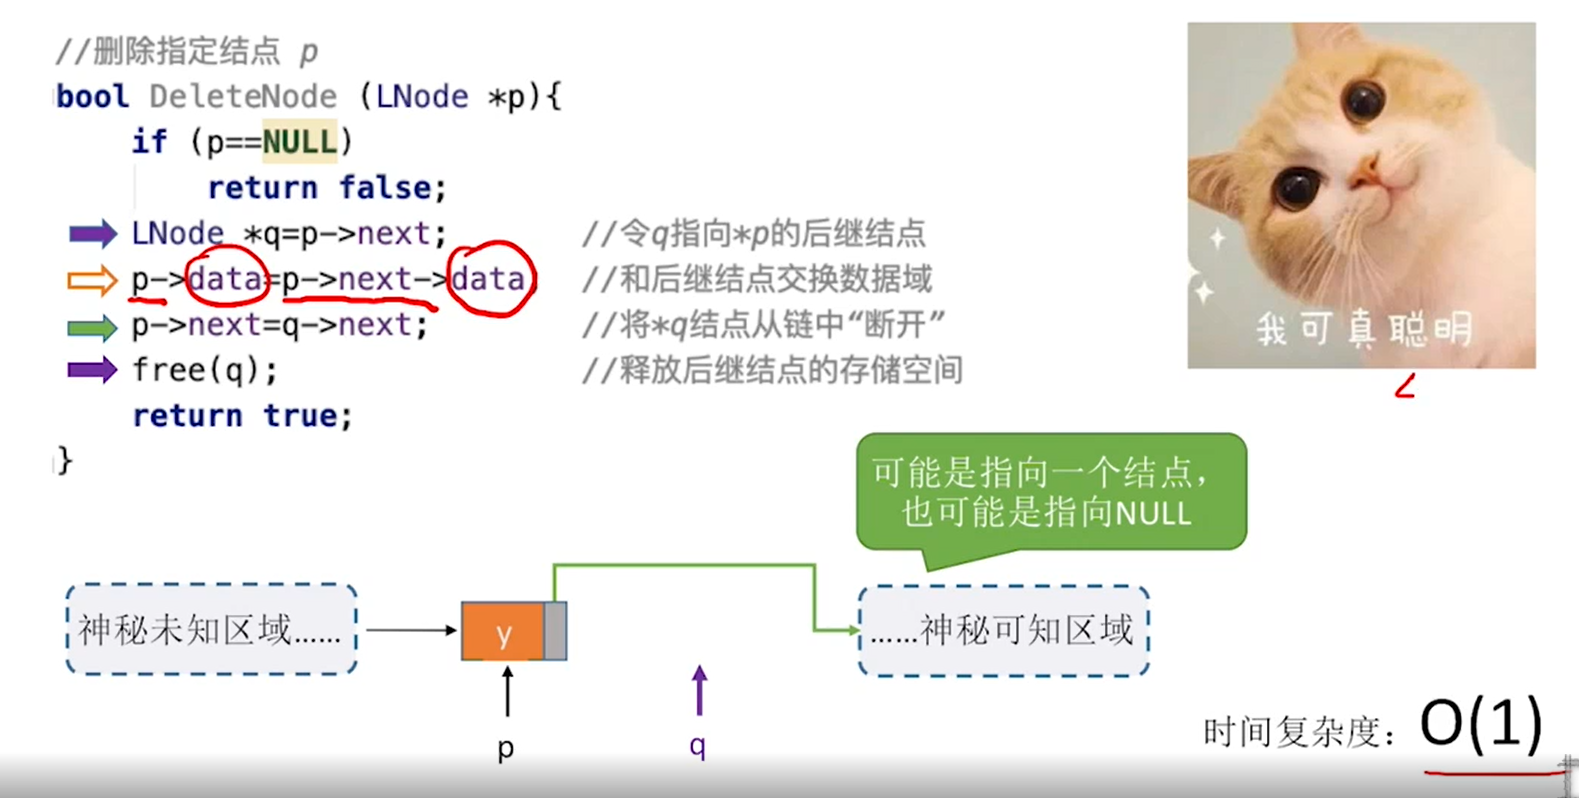 //删除指定结点 p
bool DeleteNode (LNode *p){
if (p==NULL)
return false;
LNode *q=p->next; //令q指向*p的后继结点
p->data=p->next->data //和后继结点交换数据域
p->next=q->next; //将*q结点从链中“断开”
free(q); //释放后继结点的存储空间
return true;
}
我可真聪明
可能是指向一个结点，
也可能是指向NULL
神秘未知区域……
y
……神秘可知区域
p
q
时间复杂度：O(1)